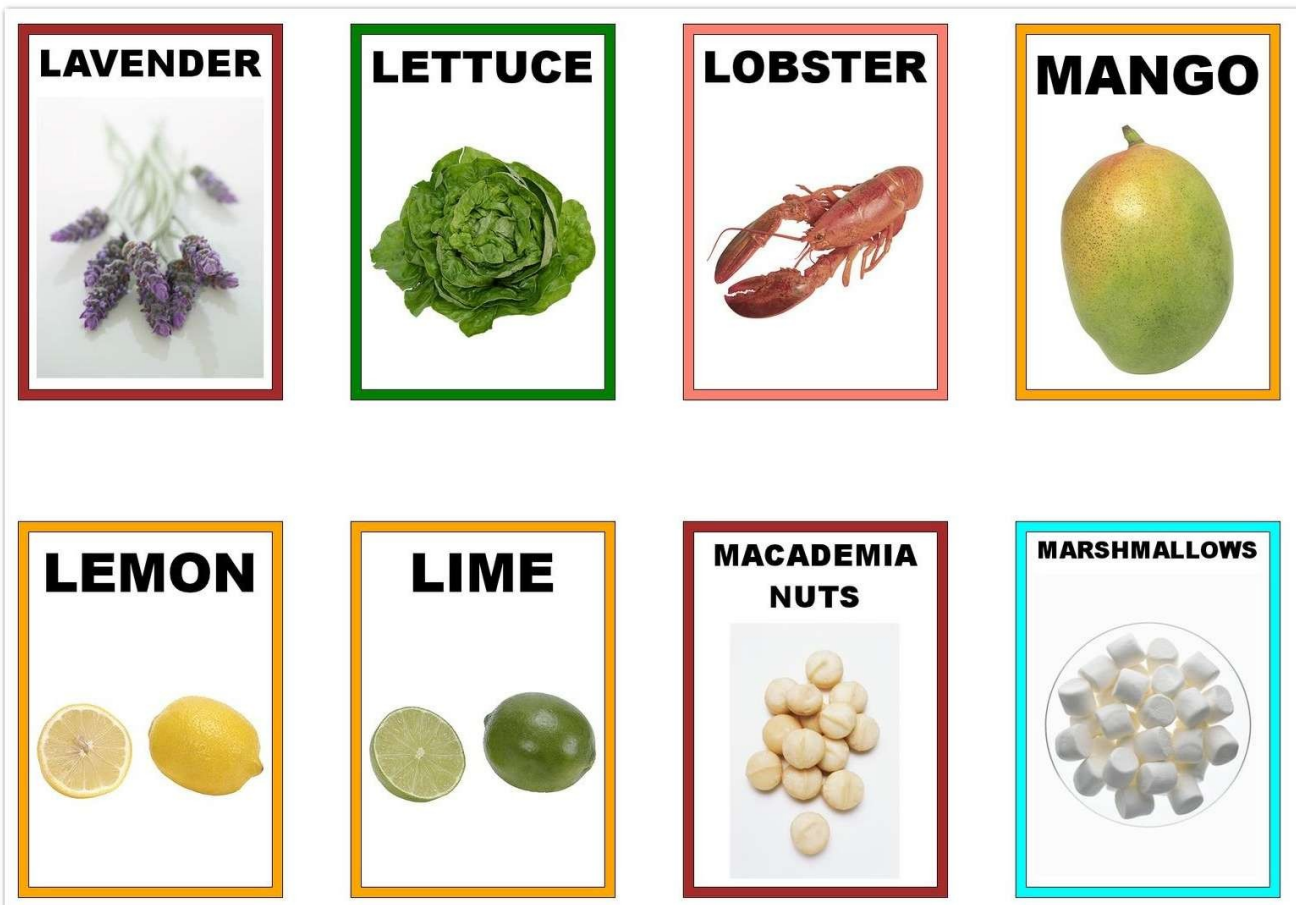 LAVENDER
LETTUCE
LOBSTER
MANGO
LEMON
LIME
MACADEMIA
NUTS
MARSHMALLOWS